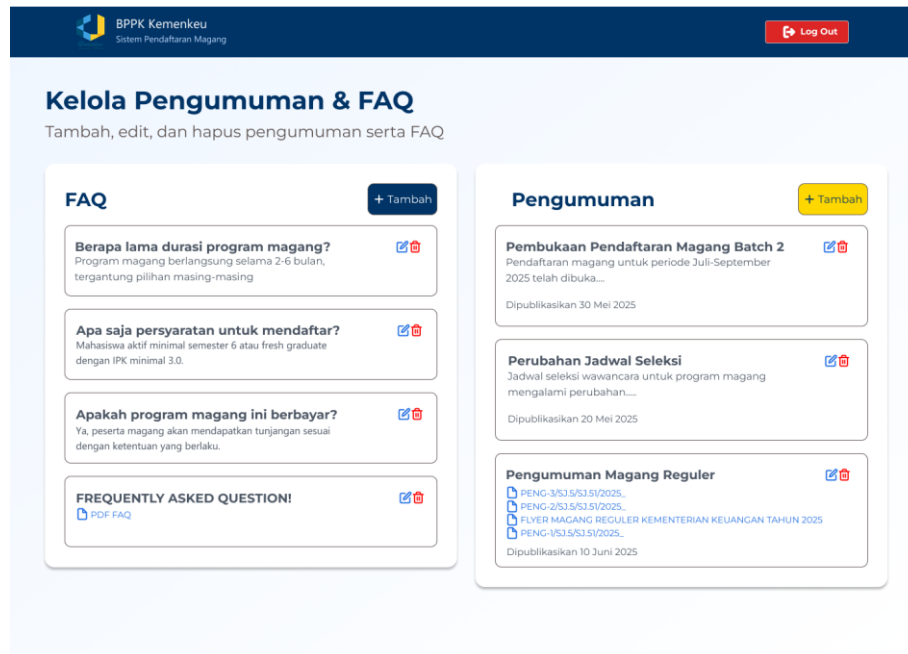 BPPK Kemenkeu
Sistem Pendaftaran Magang
Log Out
Kelola Pengumuman & FAQ
Tambah, edit, dan hapus pengumuman serta FAQ
FAQ
+ Tambah
Berapa lama durasi program magang?
Program magang berlangsung selama 2-6 bulan,
tergantung pilihan masing-masing
Apa saja persyaratan untuk mendaftar?
Mahasiswa aktif minimal semester 6 atau fresh graduate
dengan IPK minimal 3.0.
Apakah program magang ini berbayar?
Ya, peserta magang akan mendapatkan tunjangan sesuai
dengan ketentuan yang berlaku.
FREQUENTLY ASKED QUESTION!
PDF FAQ
Pengumuman
+ Tambah
Pembukaan Pendaftaran Magang Batch 2
Pendaftaran magang untuk periode Juli-September
2025 telah dibuka....
Dipublikasikan 30 Mei 2025
Perubahan Jadwal Seleksi
Jadwal seleksi wawancara untuk program magang
mengalami perubahan.....
Dipublikasikan 20 Mei 2025
Pengumuman Magang Reguler
PENG-3/SJ.5/SJ.51/2025_
PENG-2/SJ.5/SJ.51/2025_
FLYER MAGANG REGULER KEMENTERIAN KEUANGAN TAHUN 2025
PENG-1/SJ.5/SJ.51/2025_
Dipublikasikan 10 Juni 2025